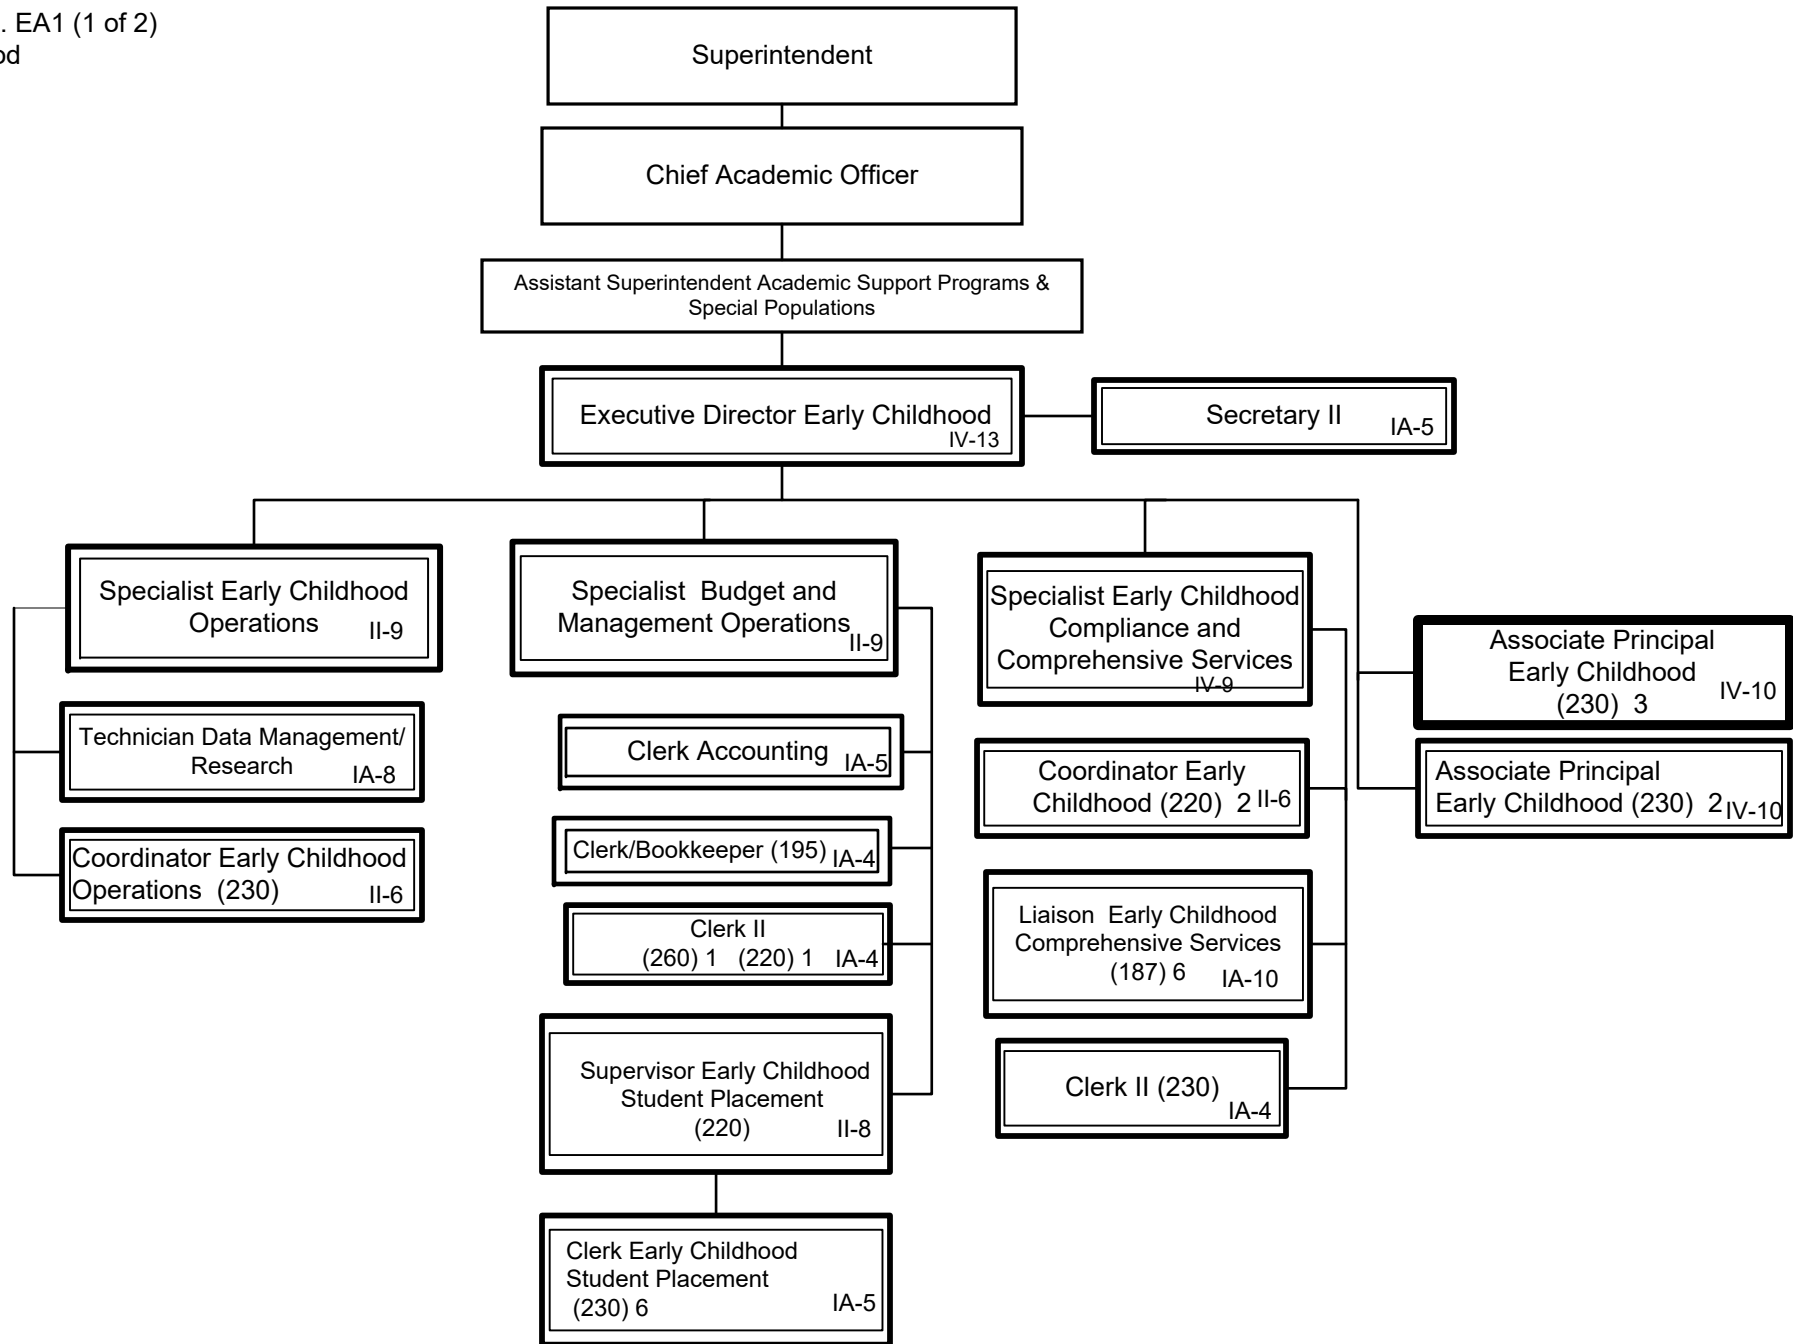 . EA1 (1 of 2)
od
Superintendent
Chief Academic Officer
Assistant Superintendent Academic Support Programs &
Special Populations
Executive Director Early Childhood
IV-13
Secretary II
IA-5
Specialist Early Childhood
Operations
II-9
Technician Data Management/
Research
IA-8
Coordinator Early Childhood
Operations (230)
II-6
Specialist Budget and
Management Operations
II-9
Clerk Accounting
IA-5
Clerk/Bookkeeper (195)
IA-4
Clerk II
(260) 1 (220) 1
IA-4
Supervisor Early Childhood
Student Placement
(220)
II-8
Clerk Early Childhood
Student Placement
(230) 6
IA-5
Specialist Early Childhood
Compliance and
Comprehensive Services
IV-9
Coordinator Early
Childhood (220) 2
II-6
Liaison Early Childhood
Comprehensive Services
(187) 6
IA-10
Clerk II (230)
IA-4
Associate Principal
Early Childhood
(230) 3
IV-10
Associate Principal
Early Childhood (230) 2
IV-10